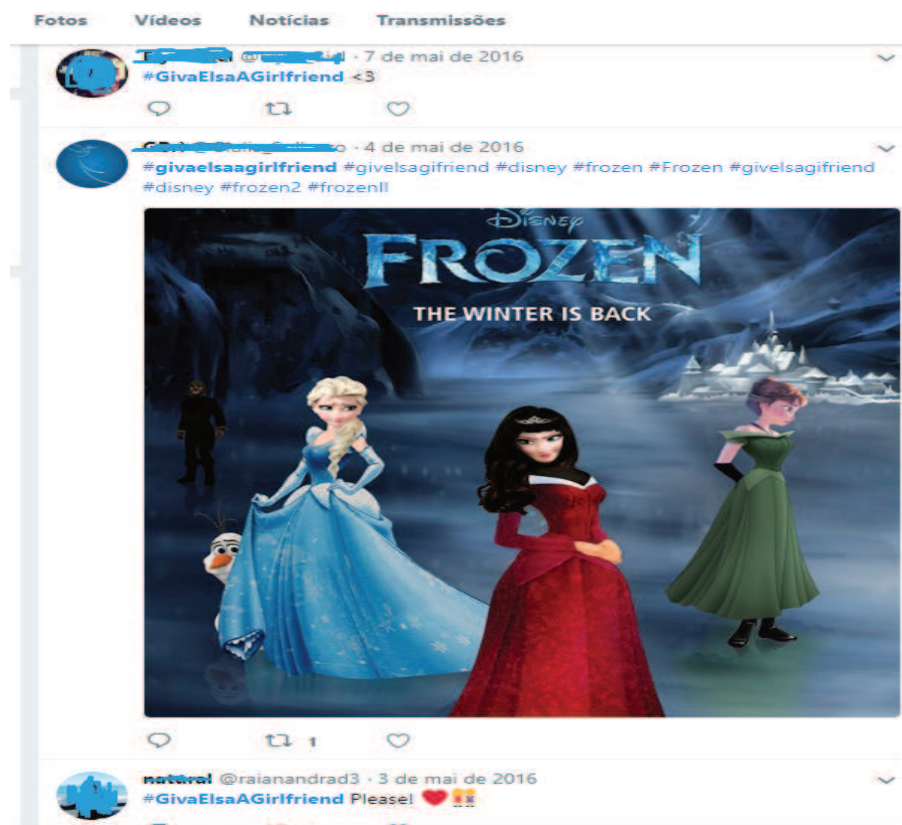 Fotos Vídeos Notícias Transmissões
· 7 de mai de 2016
#GivaElsaAGirlfriend <3
· 4 de mai de 2016
#givaelsaagirlfriend #givelsagifriend #disney #frozen #Frozen #givelsagifriend
#disney #frozen2 #frozenII
DISNEY
FROZEN
THE WINTER IS BACK
1
natural @raianandrad3 · 3 de mai de 2016
#GivaElsaAGirlfriend Please!